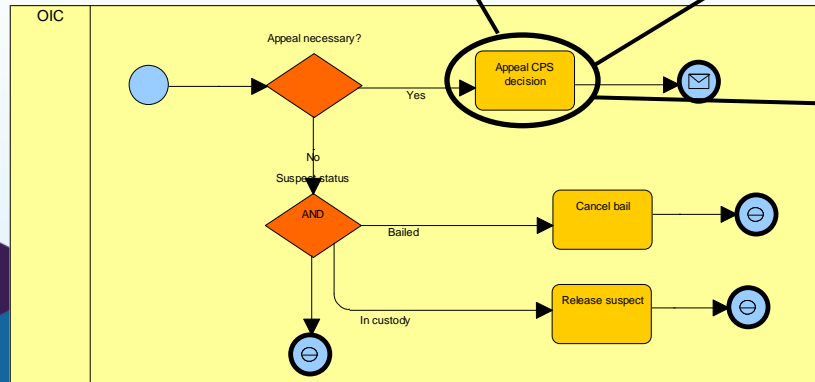 OIC
Appeal necessary?
Appeal CPS
decision
Yes
No
Suspect status
AND
Cancel bail
Bailed
Release suspect
In custody